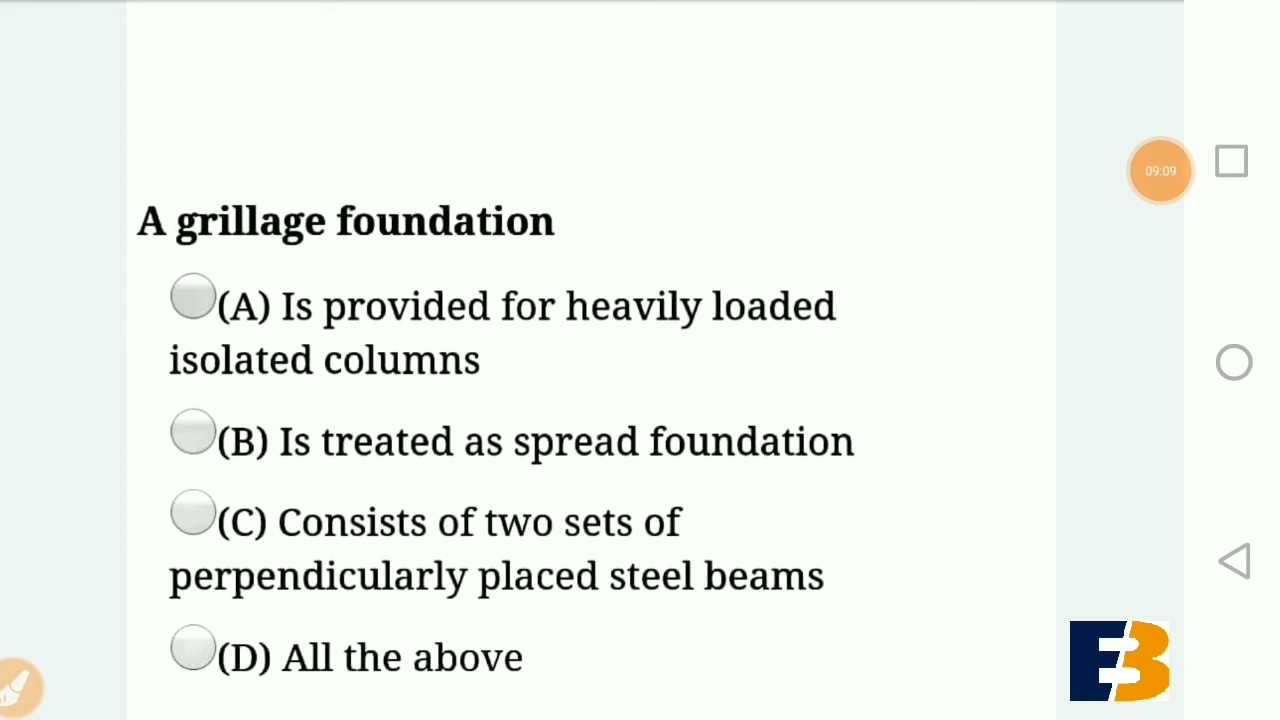 09:09
A grillage foundation
(A) Is provided for heavily loaded
isolated columns
(B) Is treated as spread foundation
(C) Consists of two sets of
perpendicularly placed steel beams
(D) All the above
EB